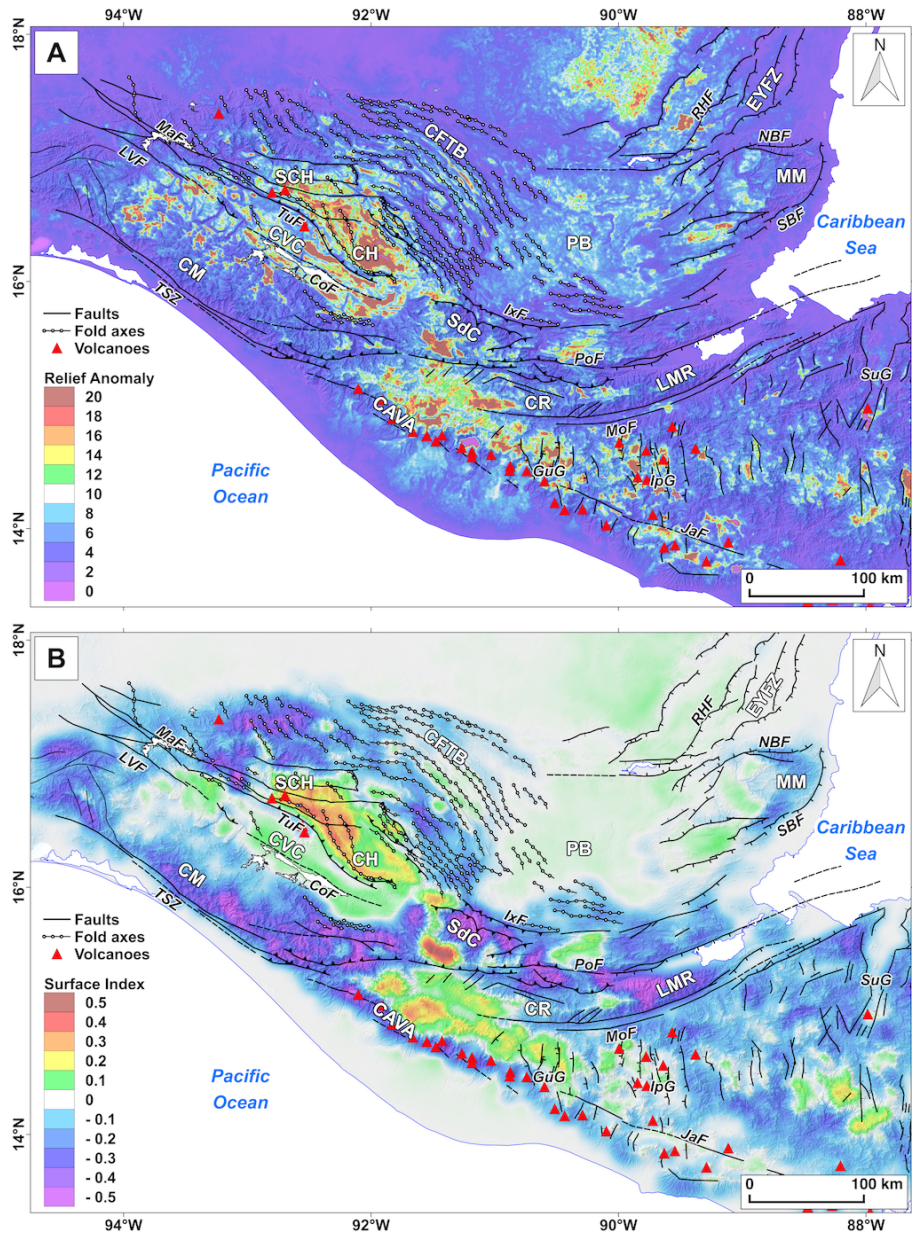 94°W 92°W 90°W 88°W
18°N
A
N
RHF
EYFZ
MaF
CFTB
NBF
LVF
SCH
MM
TuF
SBF
Caribbean
Sea
CVC
CH
PB
16°N
CM
CoF
TSZ
IxF
Faults
SdC
Fold axes
PoF
Volcanoes
LMR
SuG
Relief Anomaly
CR
20
CAVA
18
MoF
16
14
Pacific
Ocean
GuG
IpG
12
10
8
14°N
6
JaF
4
2
0 100 km
0
18°N
B
N
RHF
EYFZ
MaF
CFTB
NBF
LVF
SCH
MM
TuF
SBF
Caribbean
Sea
CVC
CH
PB
16°N
CM
CoF
TSZ
IxF
Faults
SdC
Fold axes
PoF
Volcanoes
LMR
SuG
Surface Index
CR
0.5
CAVA
0.4
MoF
0.3
0.2
Pacific
Ocean
GuG
IpG
0.1
0
- 0.1
14°N
- 0.2
JaF
- 0.3
- 0.4
0 100 km
- 0.5
94°W 92°W 90°W 88°W